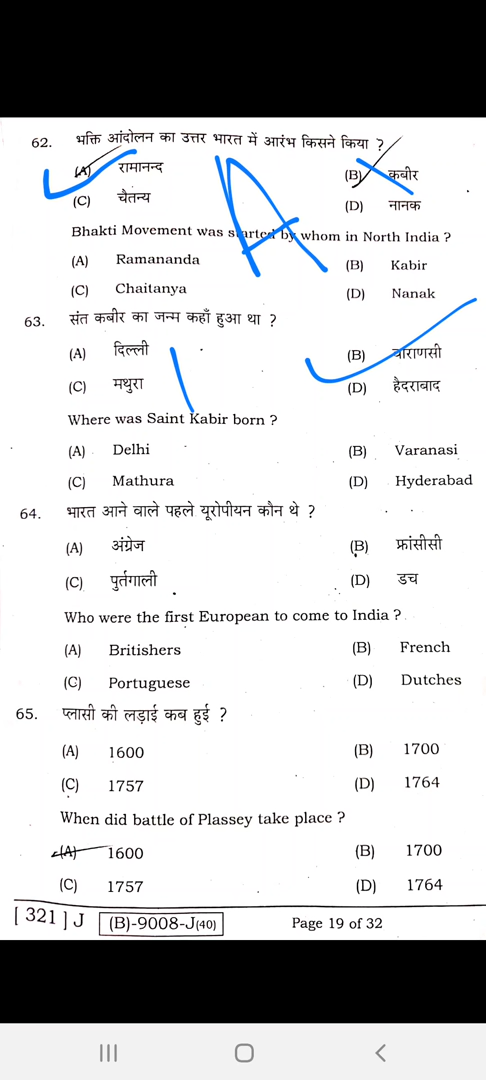 62. भक्ति आंदोलन का उत्तर भारत में आरंभ किसने किया ?
(A) रामानन्द (B) कबीर
(C) चैतन्य (D) नानक
Bhakti Movement was started by whom in North India ?
(A) Ramananda (B) Kabir
(C) Chaitanya (D) Nanak
63. संत कबीर का जन्म कहाँ हुआ था ?
(A) दिल्ली (B) वाराणसी
(C) मथुरा (D) हैदराबाद
Where was Saint Kabir born ?
(A) Delhi (B) Varanasi
(C) Mathura (D) Hyderabad
64. भारत आने वाले पहले यूरोपीयन कौन थे ?
(A) अंग्रेज (B) फ्रांसीसी
(C) पुर्तगाली (D) डच
Who were the first European to come to India ?
(A) Britishers (B) French
(C) Portuguese (D) Dutches
65. प्लासी की लड़ाई कब हुई ?
(A) 1600 (B) 1700
(C) 1757 (D) 1764
When did battle of Plassey take place ?
(A) 1600 (B) 1700
(C) 1757 (D) 1764
[ 321 ] J (B)-9008-J(40) Page 19 of 32